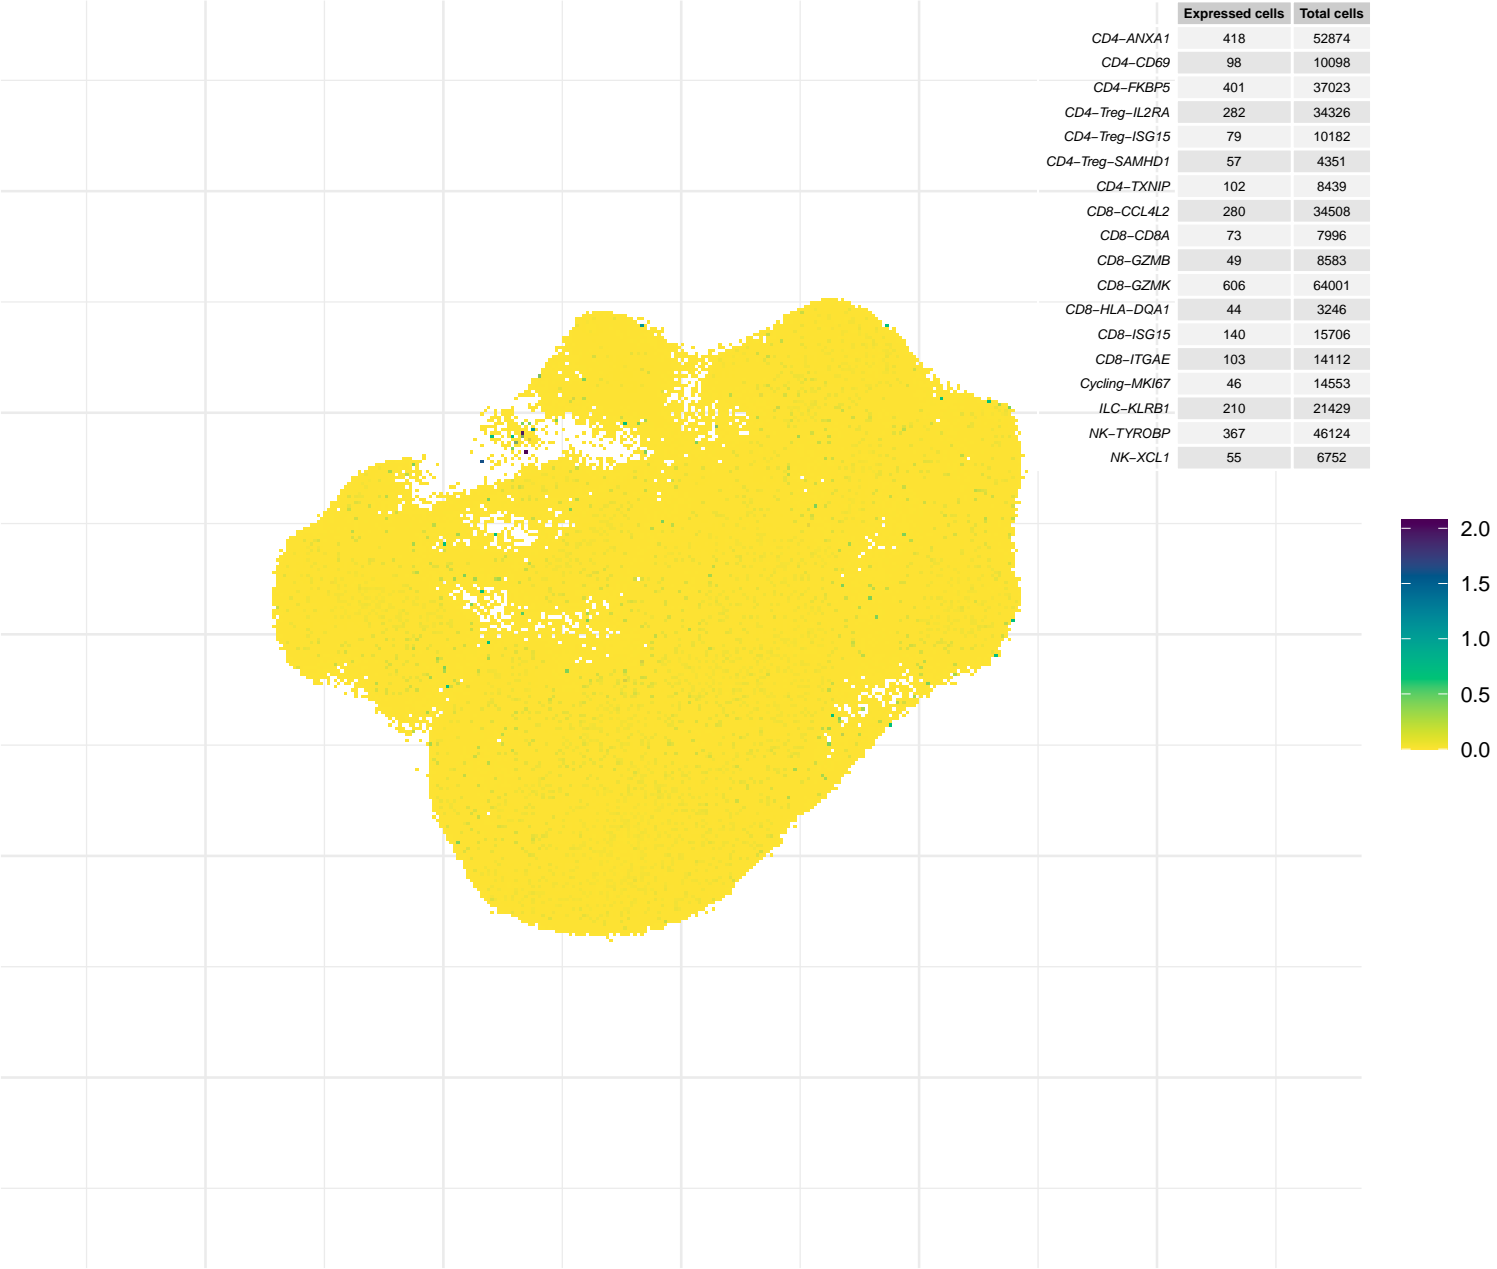 Expressed cells Total cells
CD4−ANXA1 418 52874
CD4−CD69 98 10098
CD4−FKBP5 401 37023
CD4−Treg−IL2RA 282 34326
CD4−Treg−ISG15 79 10182
CD4−Treg−SAMHD1 57 4351
CD4−TXNIP 102 8439
CD8−CCL4L2 280 34508
CD8−CD8A 73 7996
CD8−GZMB 49 8583
CD8−GZMK 606 64001
CD8−HLA−DQA1 44 3246
CD8−ISG15 140 15706
CD8−ITGAE 103 14112
Cycling−MKI67 46 14553
ILC−KLRB1 210 21429
NK−TYROBP 367 46124
NK−XCL1 55 6752
2.0
1.5
1.0
0.5
0.0